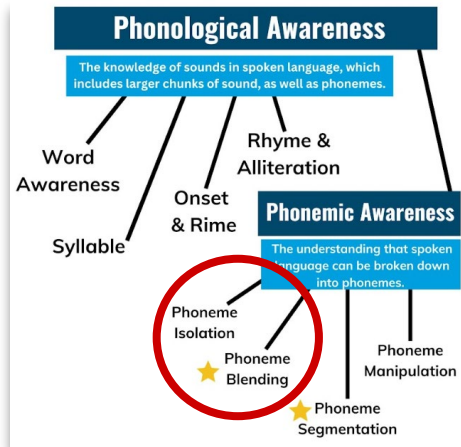 Phonological Awareness
The knowledge of sounds in spoken language, which
includes larger chunks of sound, as well as phonemes.
Word
Awareness
Syllable
Onset
& Rime
Rhyme &
Alliteration
Phonemic Awareness
The understanding that spoken
language can be broken down
into phonemes.
Phoneme
Isolation
Phoneme
Blending
Phoneme
Segmentation
Phoneme
Manipulation